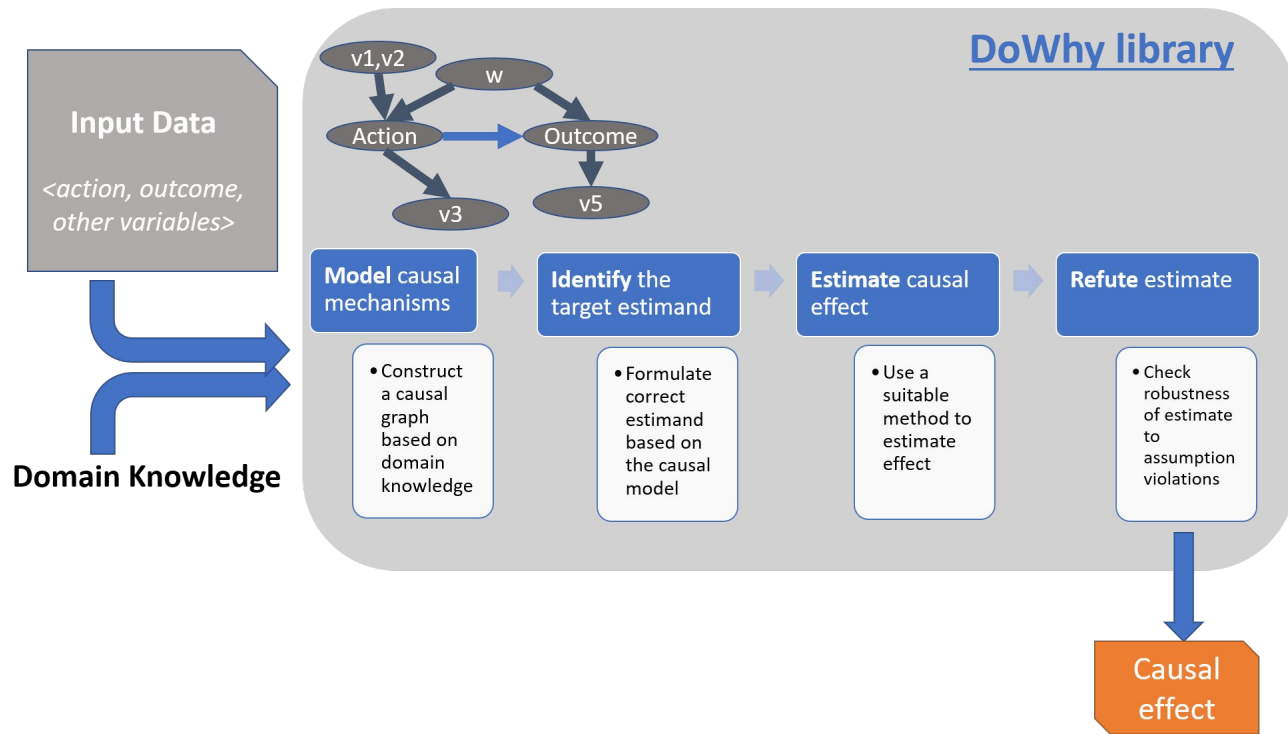 DoWhy library
Input Data
<action, outcome,
other variables>
Domain Knowledge
v1,v2
w
Action
Outcome
v3
v5
Model causal
mechanisms
• Construct
a causal
graph
based on
domain
knowledge
Identify the
target estimand
• Formulate
correct
estimand
based on
the causal
model
Estimate causal
effect
• Use a
suitable
method to
estimate
effect
Refute estimate
• Check
robustness
of estimate
to
assumption
violations
Causal
effect